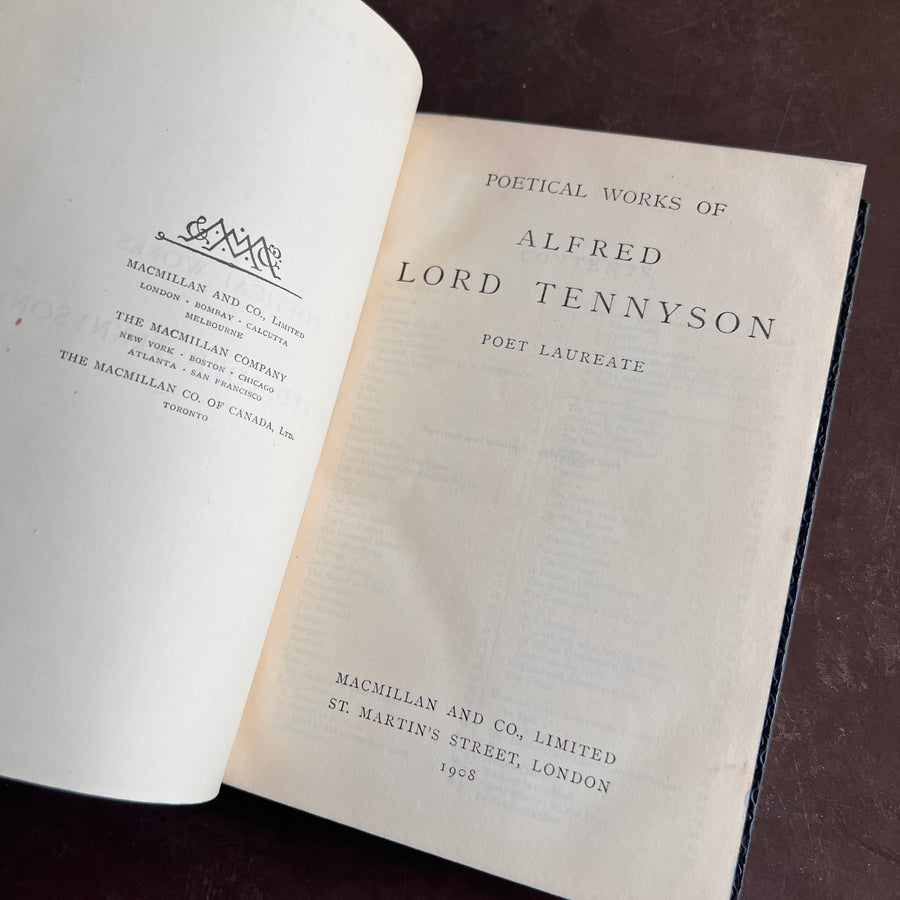 MACMILLAN AND CO., LIMITED
LONDON · BOMBAY · CALCUTTA
MELBOURNE
THE MACMILLAN COMPANY
NEW YORK · BOSTON · CHICAGO
ATLANTA · SAN FRANCISCO
THE MACMILLAN CO. OF CANADA, LTD.
TORONTO
POETICAL WORKS OF
ALFRED
LORD TENNYSON
POET LAUREATE
MACMILLAN AND CO., LIMITED
ST. MARTIN'S STREET, LONDON
1908